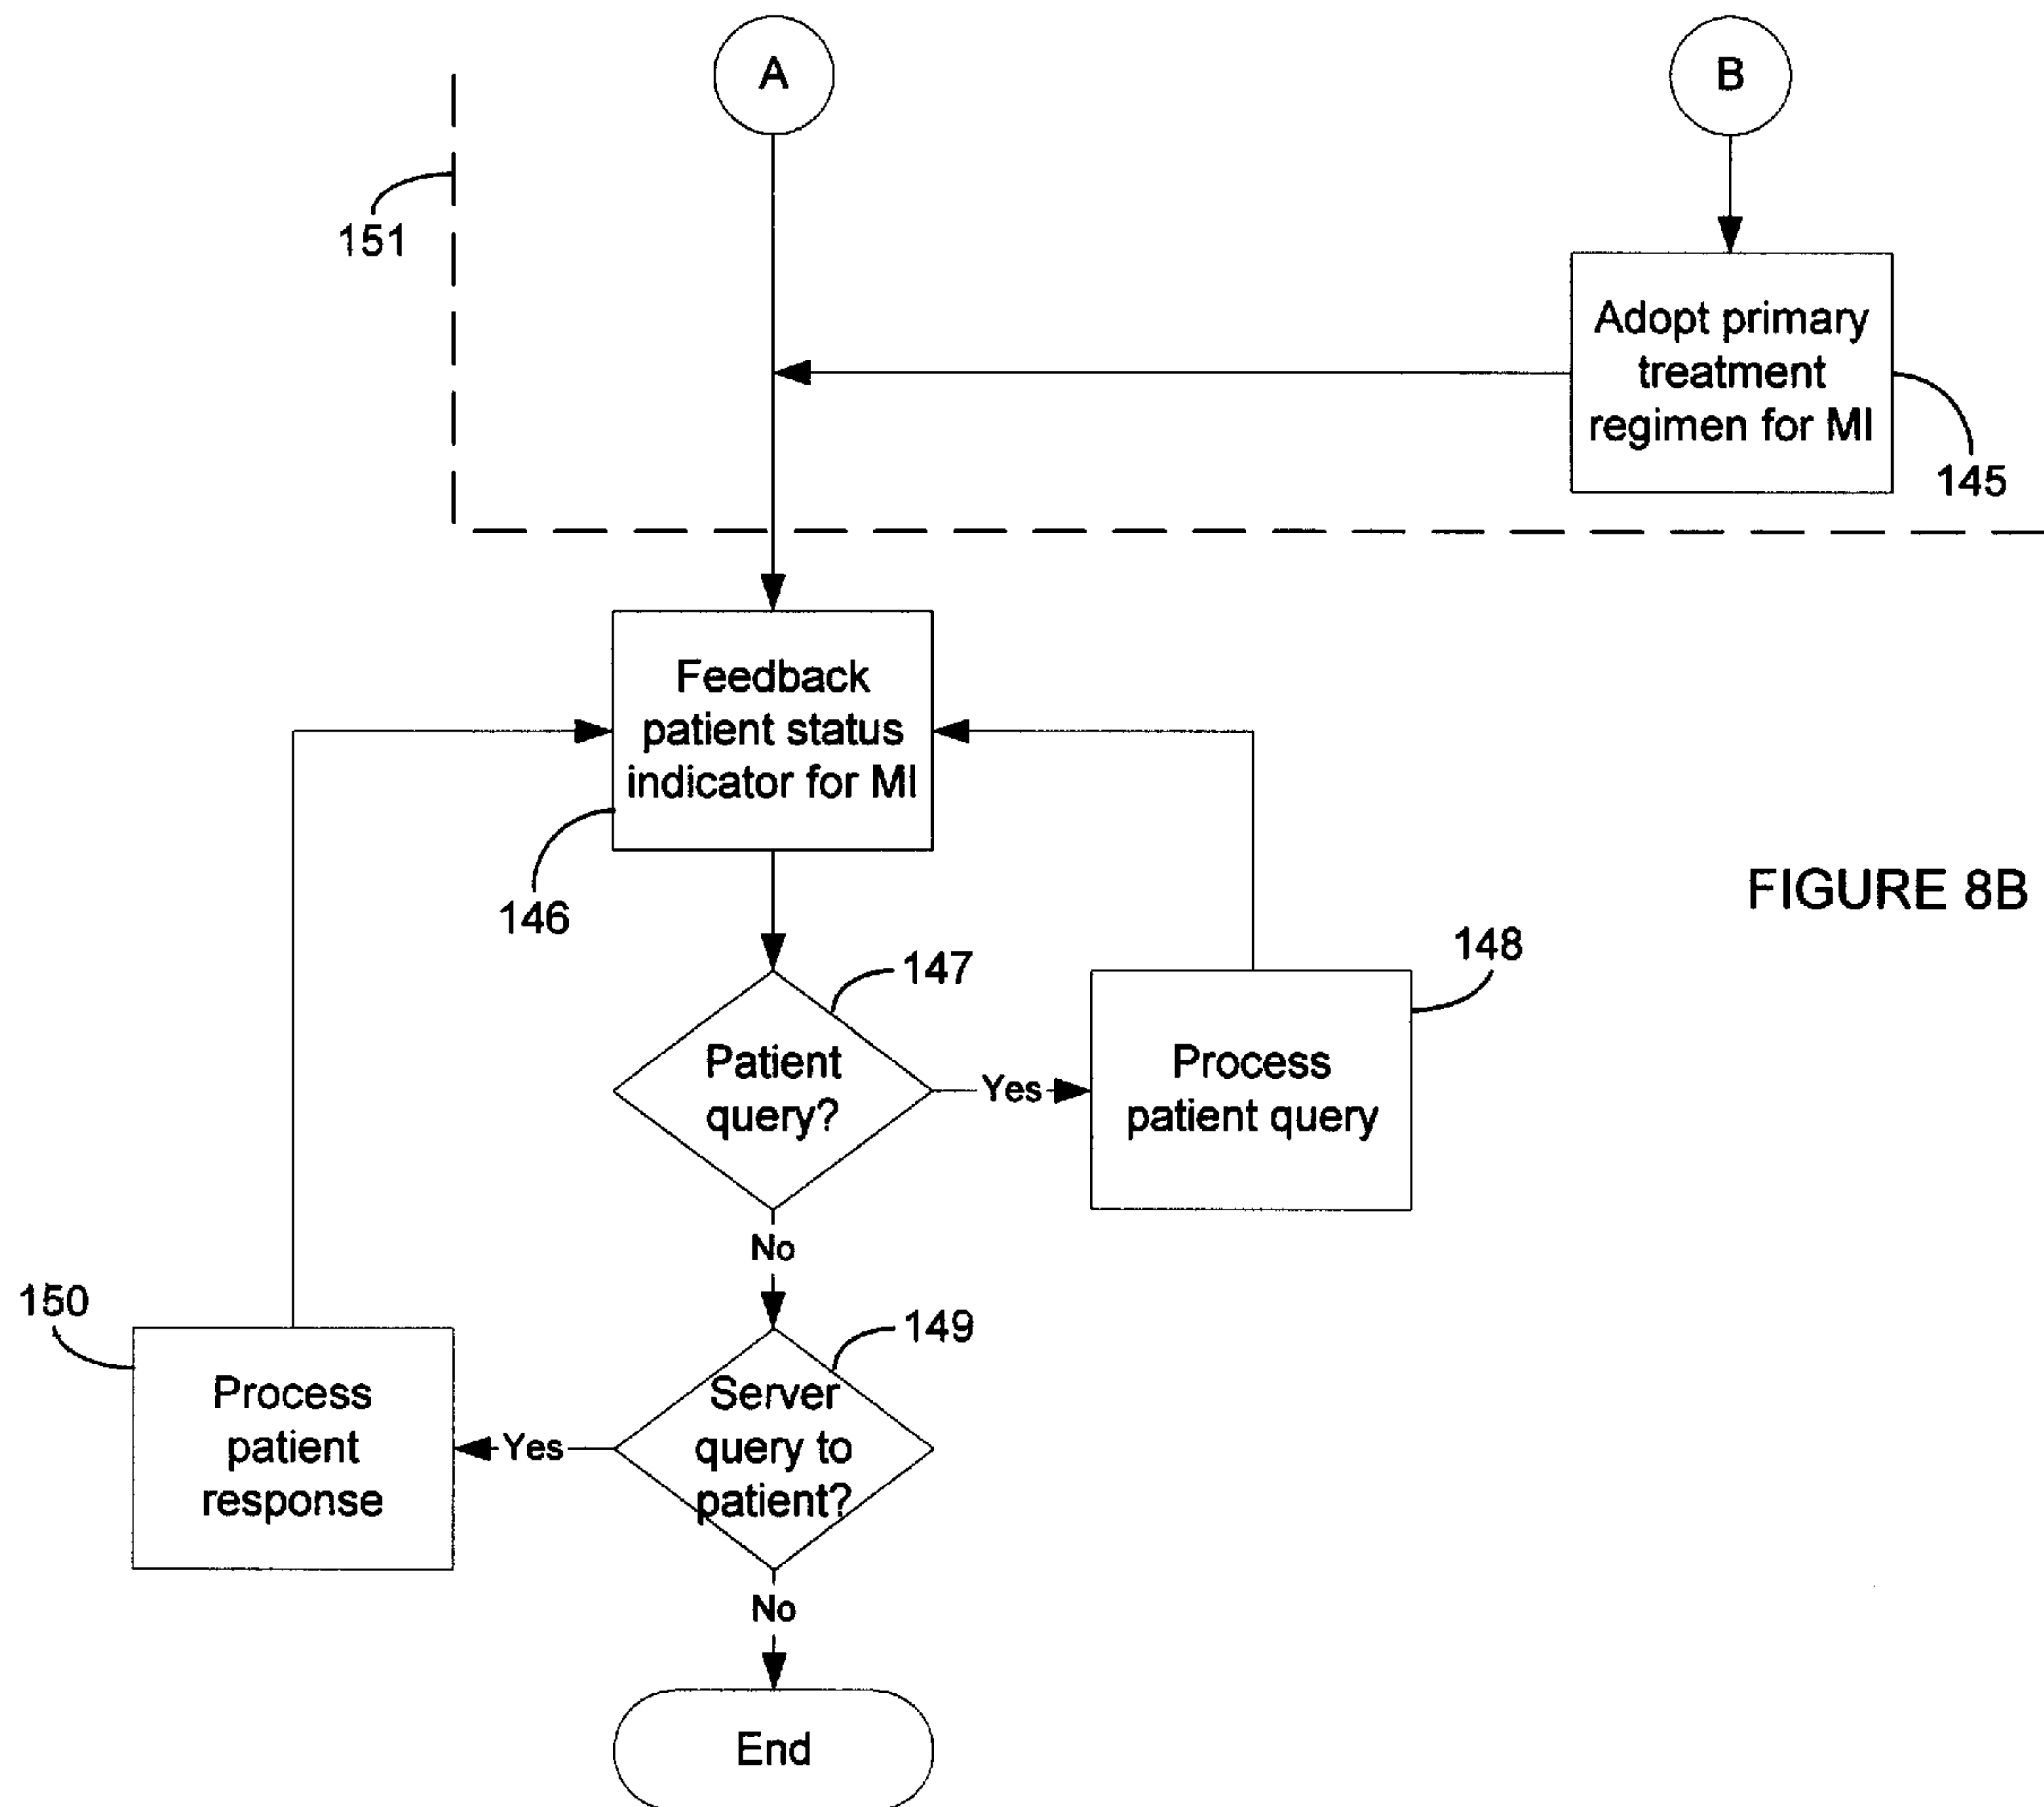 A
B
151
Adopt primary
treatment
regimen for MI
145
Feedback
patient status
indicator for MI
146
FIGURE 8B
147
148
Patient
query?
Yes
Process
patient query
No
150
149
Process
patient
response
Yes
Server
query to
patient?
No
End